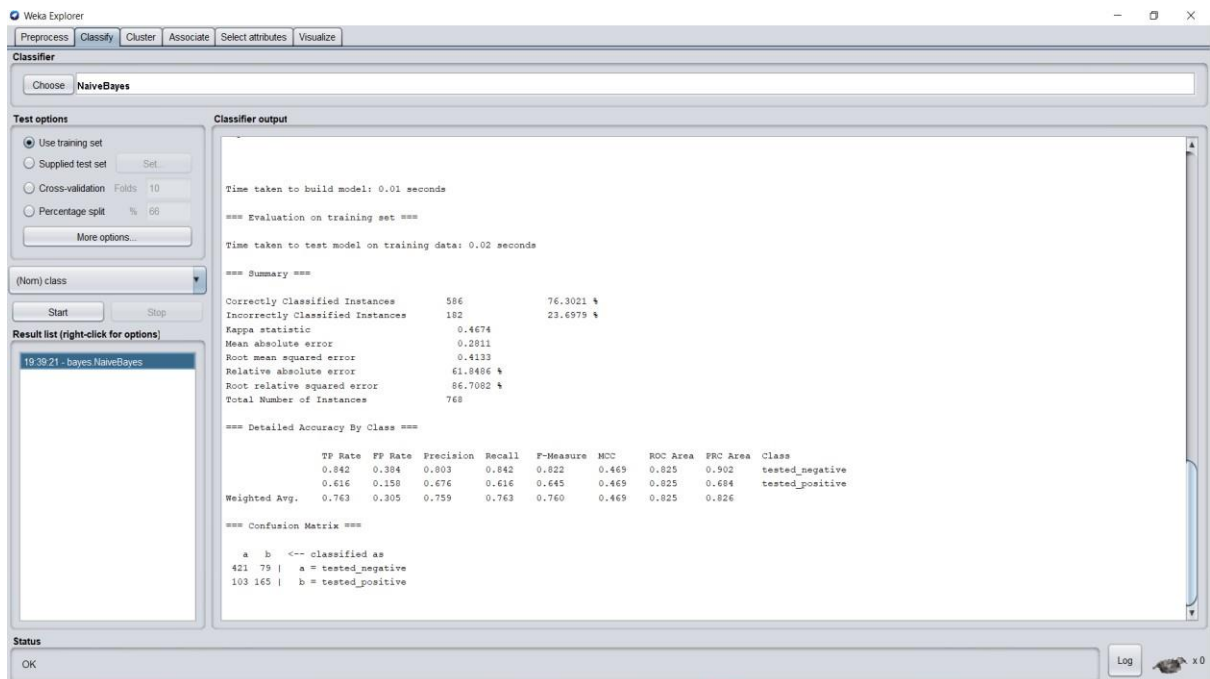 Weka Explorer
Preprocess Classify Cluster Associate Select attributes Visualize
Classifier
Choose NaiveBayes
Test options
Use training set
Supplied test set Set...
Cross-validation Folds 10
Percentage split % 66
More options...
(Nom) class
Start Stop
Result list (right-click for options)
19:39:21 - bayes.NaiveBayes
Classifier output
Time taken to build model: 0.01 seconds
=== Evaluation on training set ===
Time taken to test model on training data: 0.02 seconds
=== Summary ===
Correctly Classified Instances 586 76.3021 %
Incorrectly Classified Instances 182 23.6979 %
Kappa statistic 0.4674
Mean absolute error 0.2811
Root mean squared error 0.4133
Relative absolute error 61.8486 %
Root relative squared error 86.7082 %
Total Number of Instances 768
=== Detailed Accuracy By Class ===
TP Rate FP Rate Precision Recall F-Measure MCC ROC Area PRC Area Class
0.842 0.384 0.803 0.842 0.822 0.469 0.825 0.902 tested_negative
0.616 0.158 0.676 0.616 0.645 0.469 0.825 0.684 tested_positive
Weighted Avg. 0.763 0.305 0.759 0.763 0.760 0.469 0.825 0.826
=== Confusion Matrix ===
a b <-- classified as
421 79 | a = tested_negative
103 165 | b = tested_positive
Status
OK
Log x 0